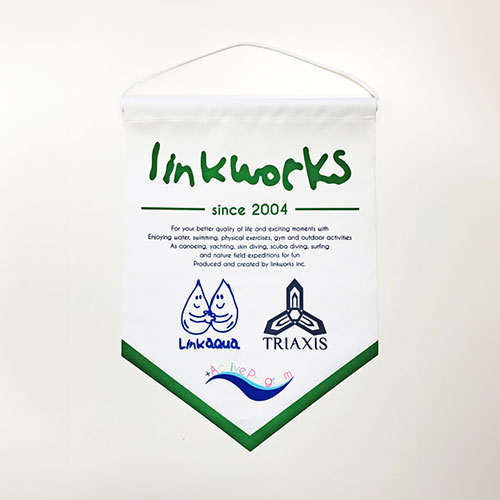 linkworks
since 2004
For your better quality of life and exciting moments with
Enjoying water, swimming, physical exercises, gym and outdoor activities
As canoeing, yachting, skin diving, scuba diving, surfing
and nature field expeditions for fun
Produced and created by linkworks inc.
Linkaqua
TRIAXIS
+Active Program